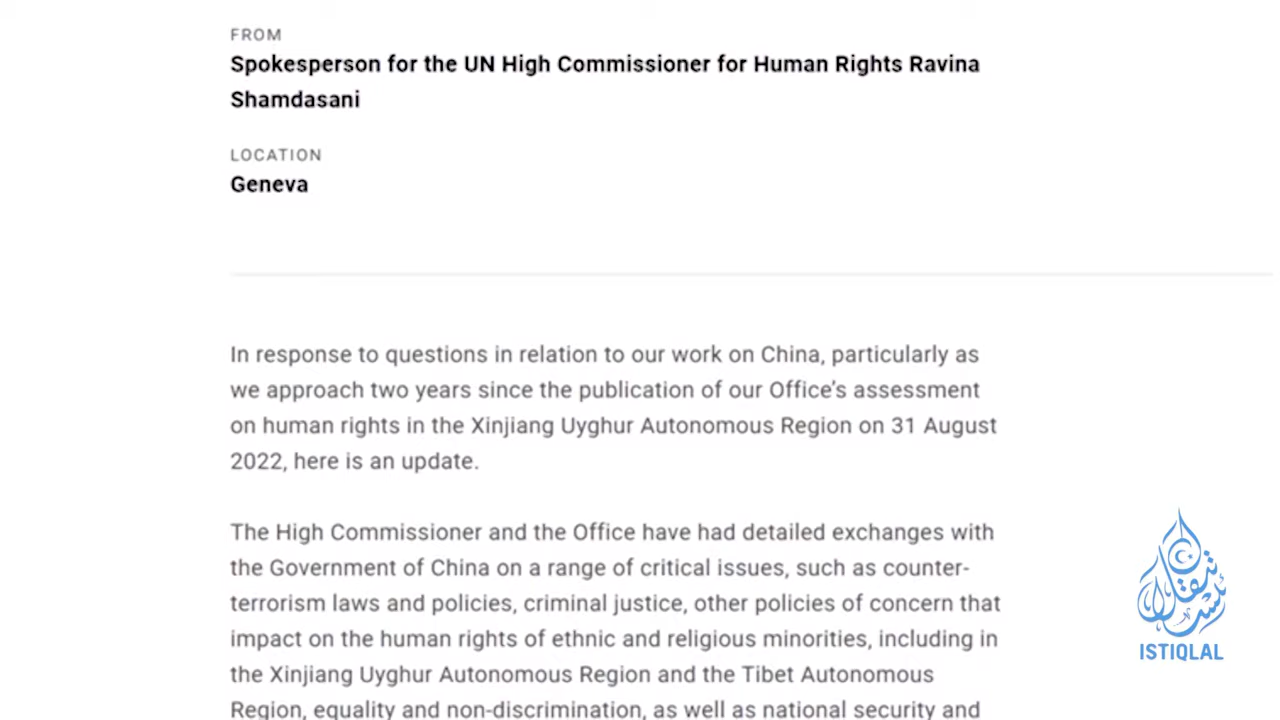 FROM
Spokesperson for the UN High Commissioner for Human Rights Ravina
Shamdasani
LOCATION
Geneva
In response to questions in relation to our work on China, particularly as
we approach two years since the publication of our Office’s assessment
on human rights in the Xinjiang Uyghur Autonomous Region on 31 August
2022, here is an update.
The High Commissioner and the Office have had detailed exchanges with
the Government of China on a range of critical issues, such as counter-
terrorism laws and policies, criminal justice, other policies of concern that
impact on the human rights of ethnic and religious minorities, including in
the Xinjiang Uyghur Autonomous Region and the Tibet Autonomous
Region, equality and non-discrimination, as well as national security and
ISTIQLAL